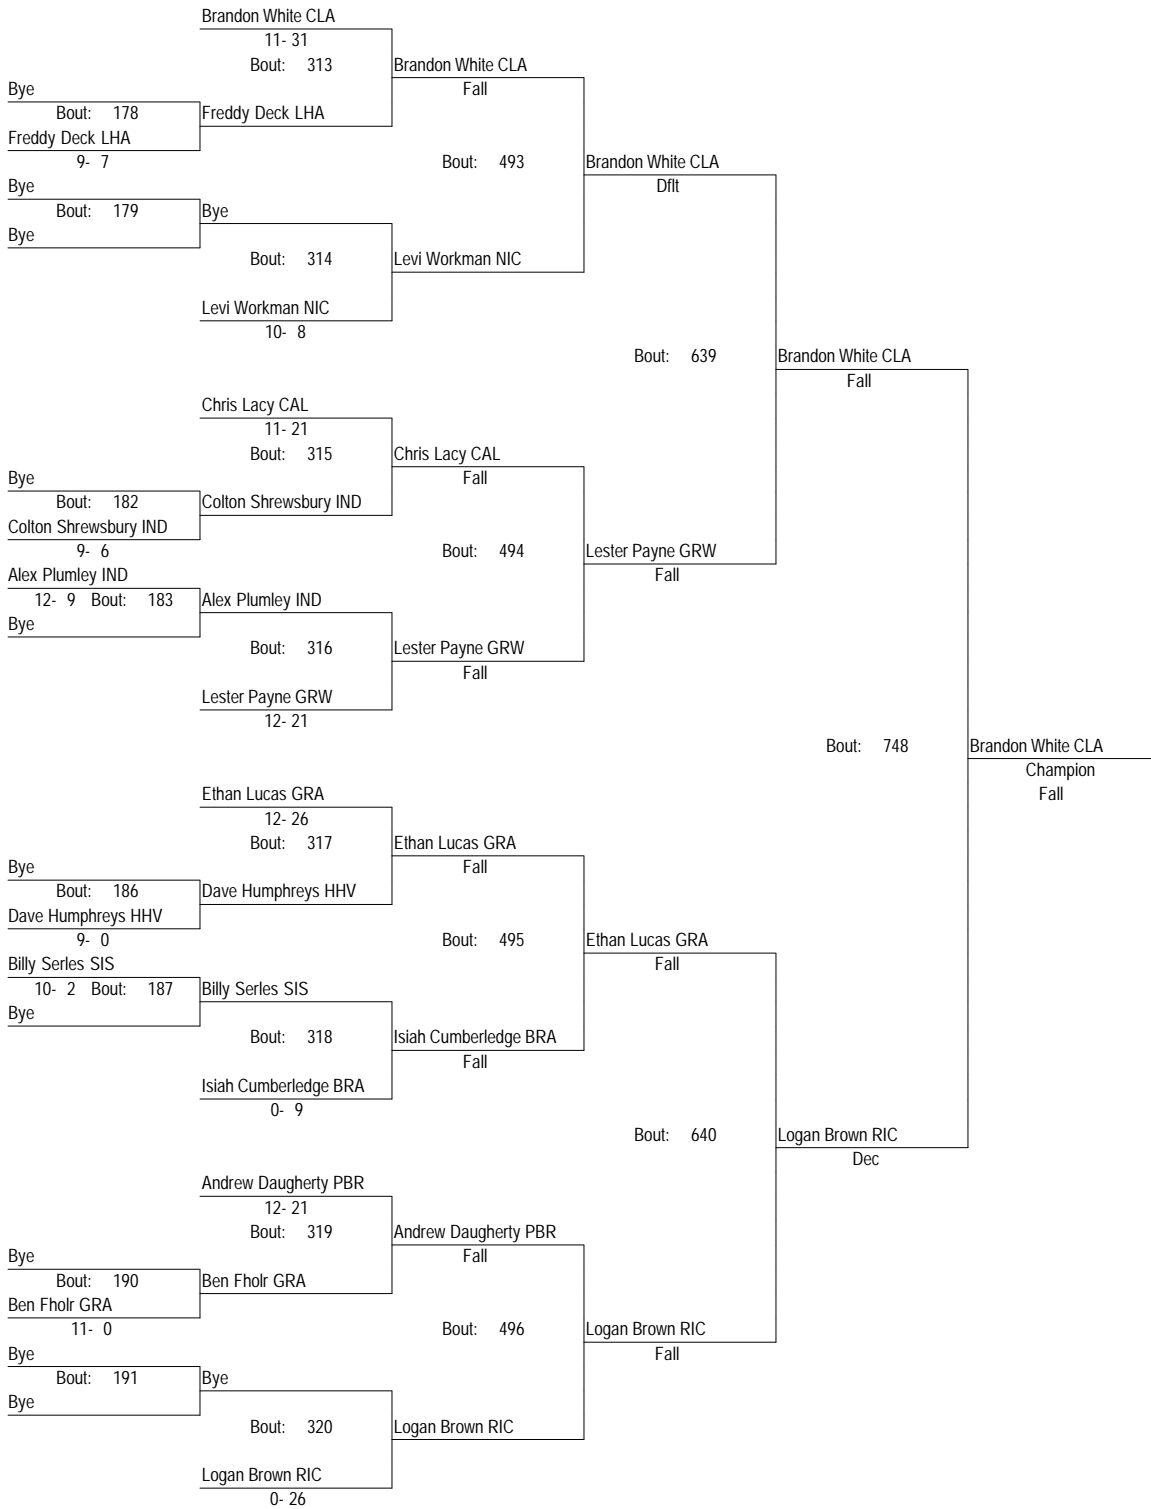 Brandon White CLA
11- 31
Bout: 313
Brandon White CLA
Fall
Bye
Bout: 178
Freddy Deck LHA
Freddy Deck LHA
9- 7
Bout: 493
Brandon White CLA
Dflt
Bye
Bout: 179
Bye
Bye
Bout: 314
Levi Workman NIC
Levi Workman NIC
10- 8
Bout: 639
Brandon White CLA
Fall
Chris Lacy CAL
11- 21
Bout: 315
Chris Lacy CAL
Fall
Bye
Bout: 182
Colton Shrewsbury IND
Colton Shrewsbury IND
9- 6
Bout: 494
Lester Payne GRW
Fall
Alex Plumley IND
12- 9 Bout: 183
Alex Plumley IND
Bye
Bout: 316
Lester Payne GRW
Fall
Lester Payne GRW
12- 21
Bout: 748
Brandon White CLA
Champion
Fall
Ethan Lucas GRA
12- 26
Bout: 317
Ethan Lucas GRA
Fall
Bye
Bout: 186
Dave Humphreys HHV
Dave Humphreys HHV
9- 0
Bout: 495
Ethan Lucas GRA
Fall
Billy Serles SIS
10- 2 Bout: 187
Billy Serles SIS
Bye
Bout: 318
Isiah Cumberledge BRA
Fall
Isiah Cumberledge BRA
0- 9
Bout: 640
Logan Brown RIC
Dec
Andrew Daugherty PBR
12- 21
Bout: 319
Andrew Daugherty PBR
Fall
Bye
Bout: 190
Ben Fholr GRA
Ben Fholr GRA
11- 0
Bout: 496
Logan Brown RIC
Fall
Bye
Bout: 191
Bye
Bye
Bout: 320
Logan Brown RIC
Logan Brown RIC
0- 26